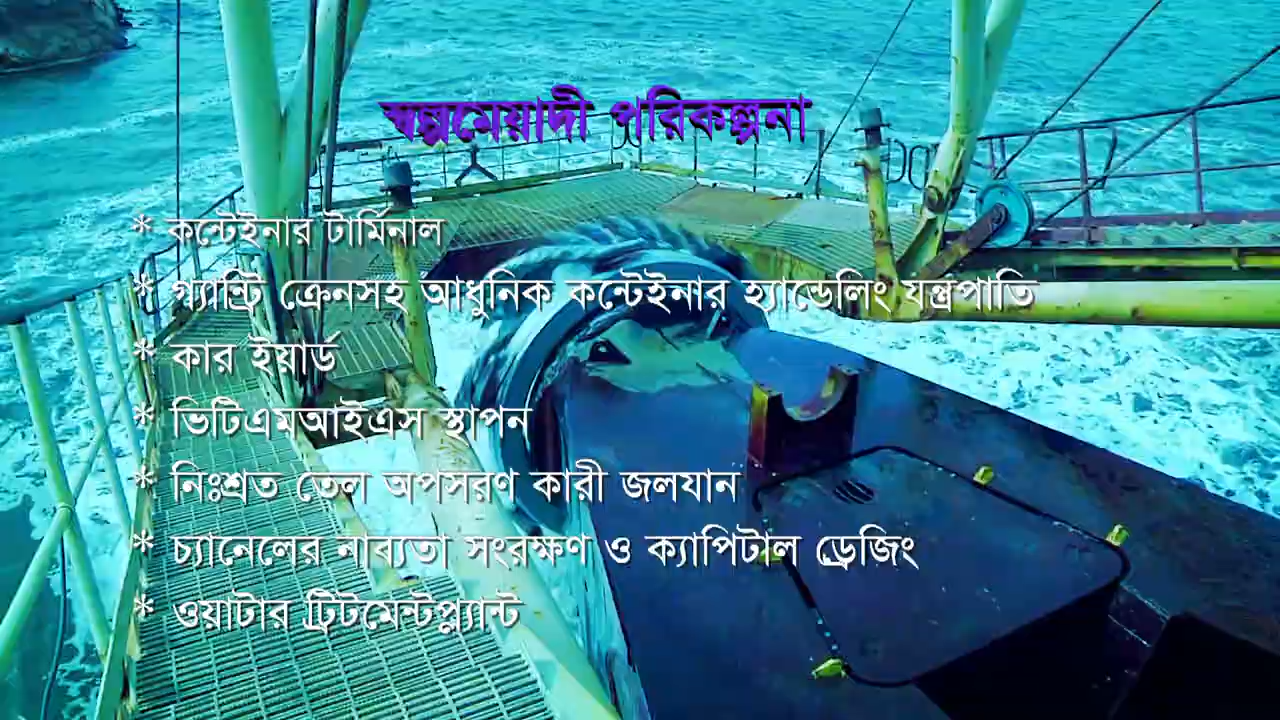 স্বল্পমেয়াদী পরিকল্পনা
* কন্টেইনার টার্মিনাল
* গ্যান্ট্রি ক্রেনসহ আধুনিক কন্টেইনার হ্যান্ডেলিং যন্ত্রপাতি
* কার ইয়ার্ড
* ভিটিএমআইএস স্থাপন
* নিঃশ্রত তেল অপসরণ কারী জলযান
* চ্যানেলের নাব্যতা সংরক্ষণ ও ক্যাপিটাল ড্রেজিং
* ওয়াটার ট্রিটমেন্টপ্ল্যান্ট